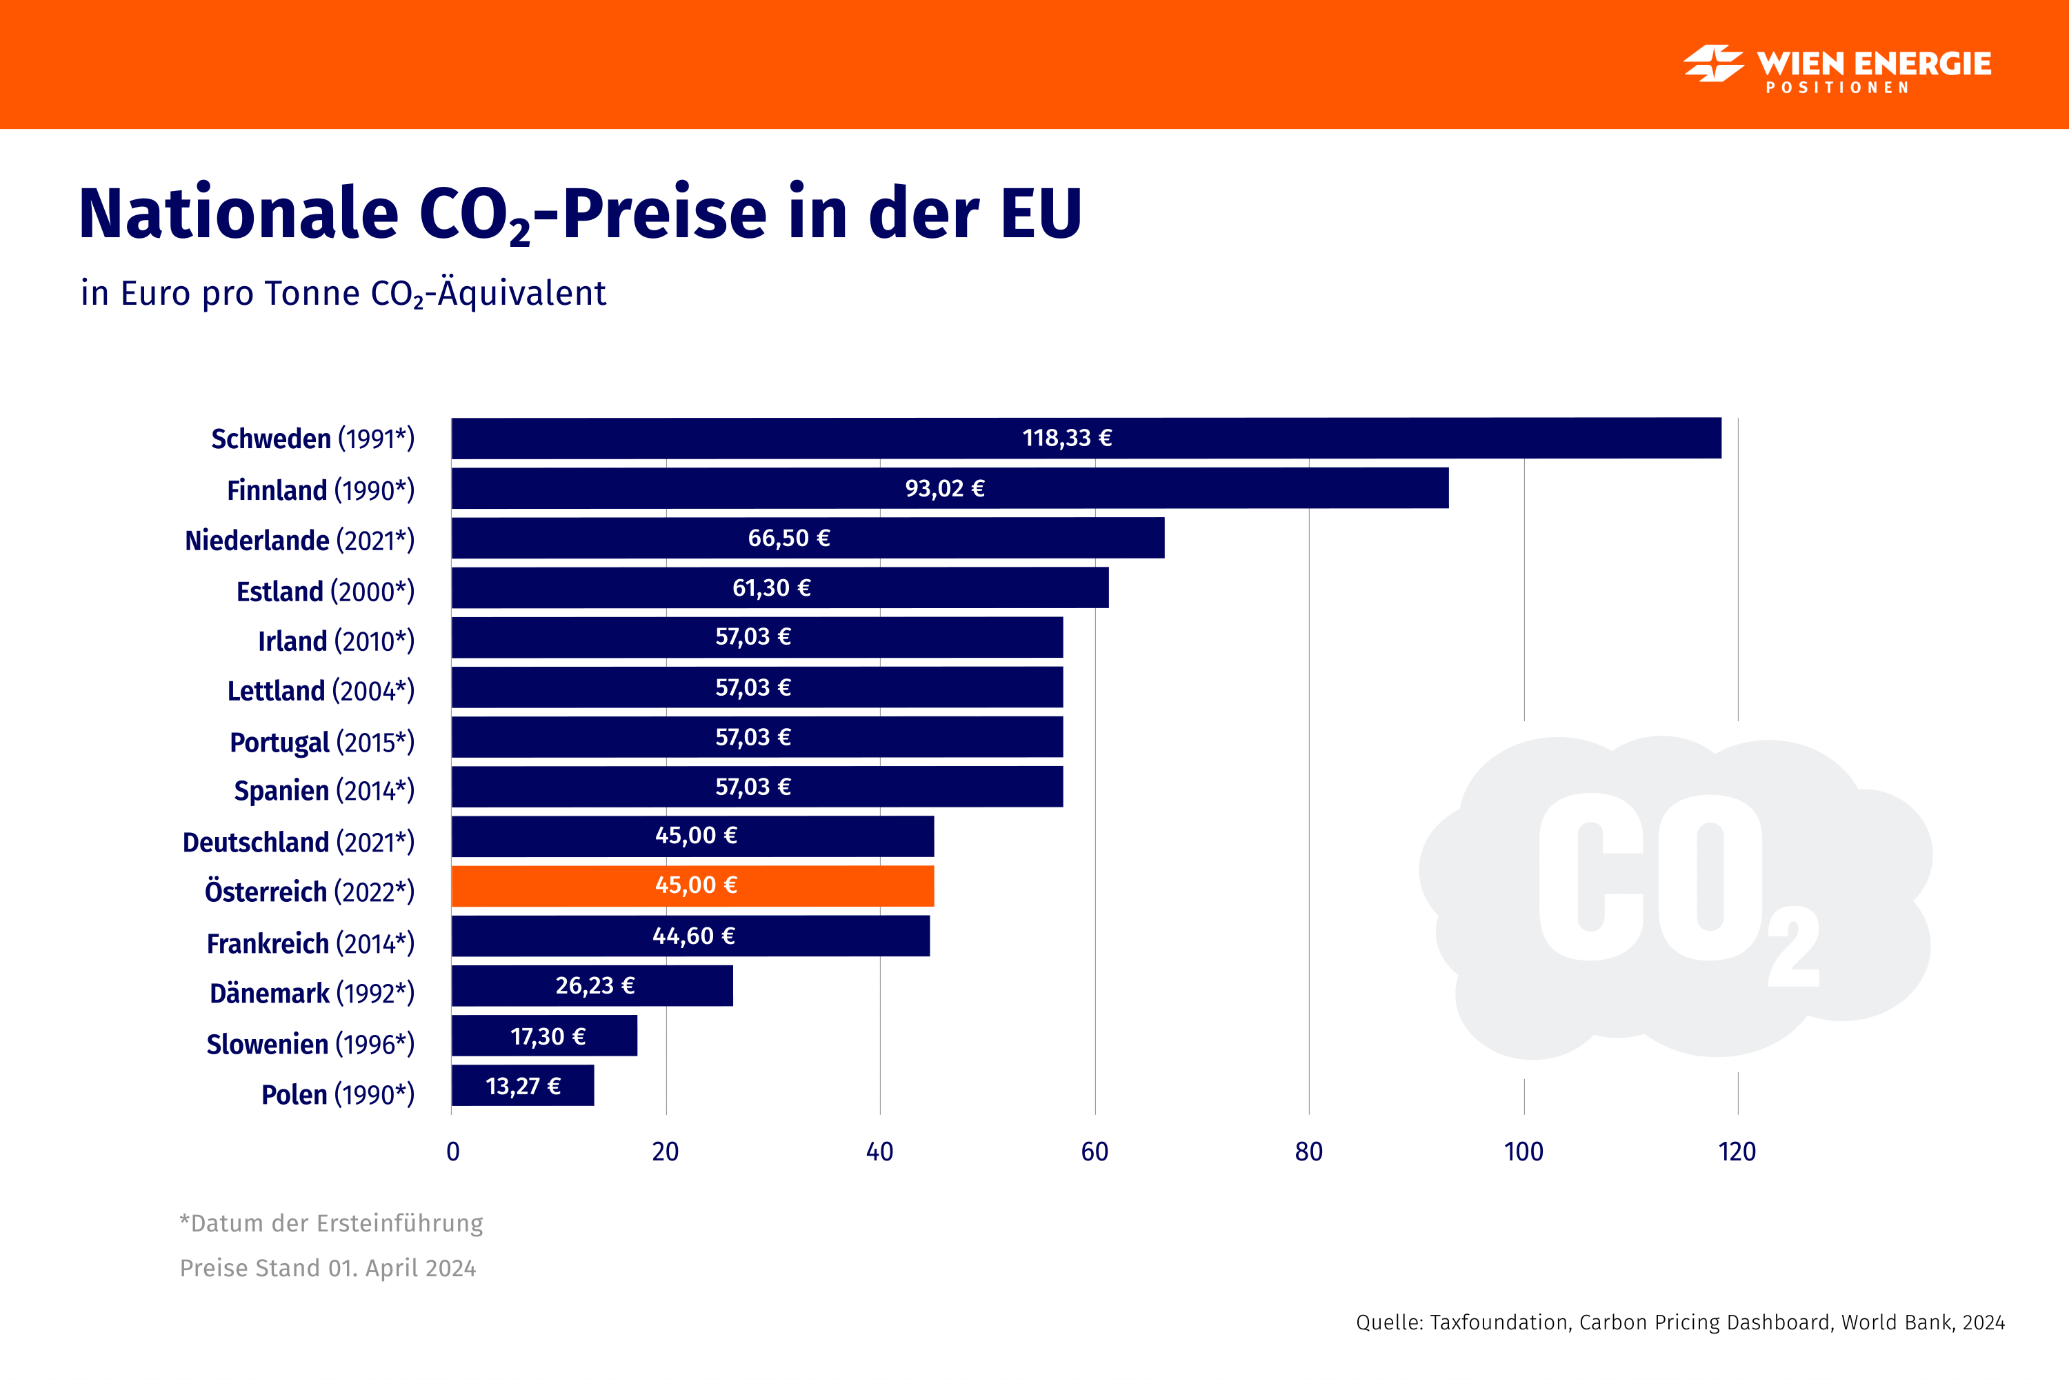 WIEN ENERGIE
POSITIONEN
Nationale CO₂-Preise in der EU
in Euro pro Tonne CO₂-Äquivalent
Schweden (1991*) 118,33 €
Finnland (1990*) 93,02 €
Niederlande (2021*) 66,50 €
Estland (2000*) 61,30 €
Irland (2010*) 57,03 €
Lettland (2004*) 57,03 €
Portugal (2015*) 57,03 €
Spanien (2014*) 57,03 €
Deutschland (2021*) 45,00 €
Österreich (2022*) 45,00 €
Frankreich (2014*) 44,60 €
Dänemark (1992*) 26,23 €
Slowenien (1996*) 17,30 €
Polen (1990*) 13,27 €
CO₂
0 20 40 60 80 100 120
*Datum der Ersteinführung
Preise Stand 01. April 2024
Quelle: Taxfoundation, Carbon Pricing Dashboard, World Bank, 2024